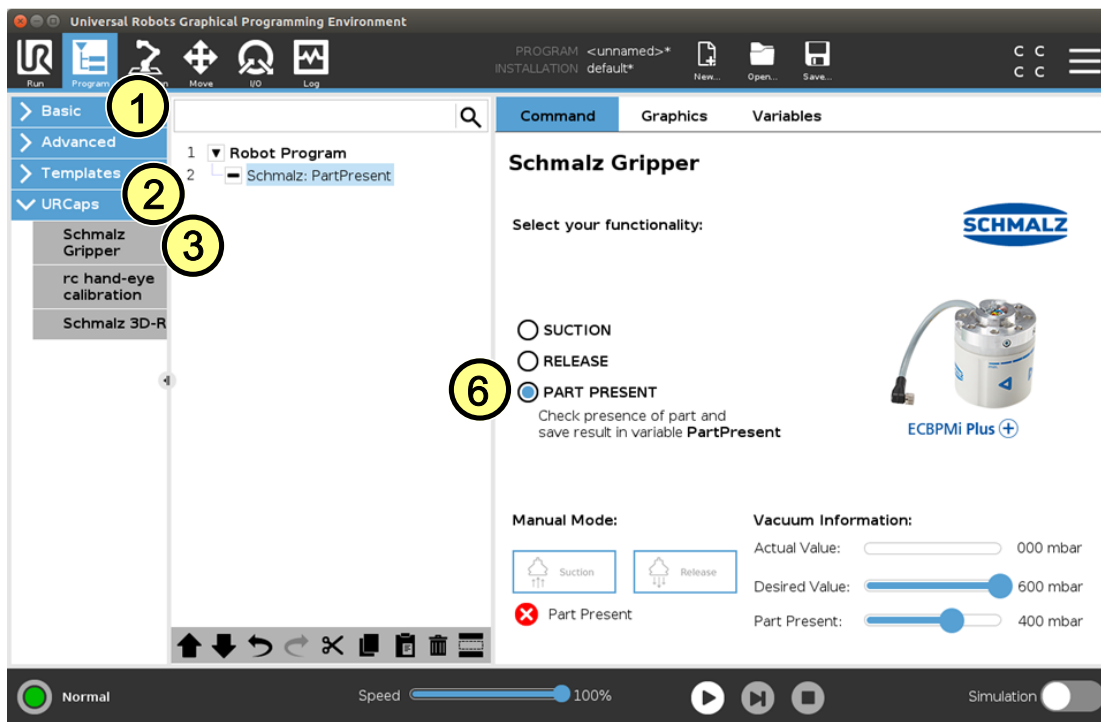 Universal Robots Graphical Programming Environment
PROGRAM <unnamed>*
INSTALLATION default*
Run
Program
Move
I/O
Log
New...
Open...
Save...
C C
C C
1
Basic
Advanced
Templates
URCaps
2
3
Schmalz
Gripper
rc hand-eye
calibration
Schmalz 3D-R
1 Robot Program
2 Schmalz: PartPresent
Command Graphics Variables
Schmalz Gripper
Select your functionality:
SCHMALZ
SUCTION
RELEASE
6
PART PRESENT
Check presence of part and
save result in variable PartPresent
ECBPMi Plus +
Manual Mode:
Suction
Release
Part Present
Vacuum Information:
Actual Value: 000 mbar
Desired Value: 600 mbar
Part Present: 400 mbar
Normal
Speed 100%
Simulation